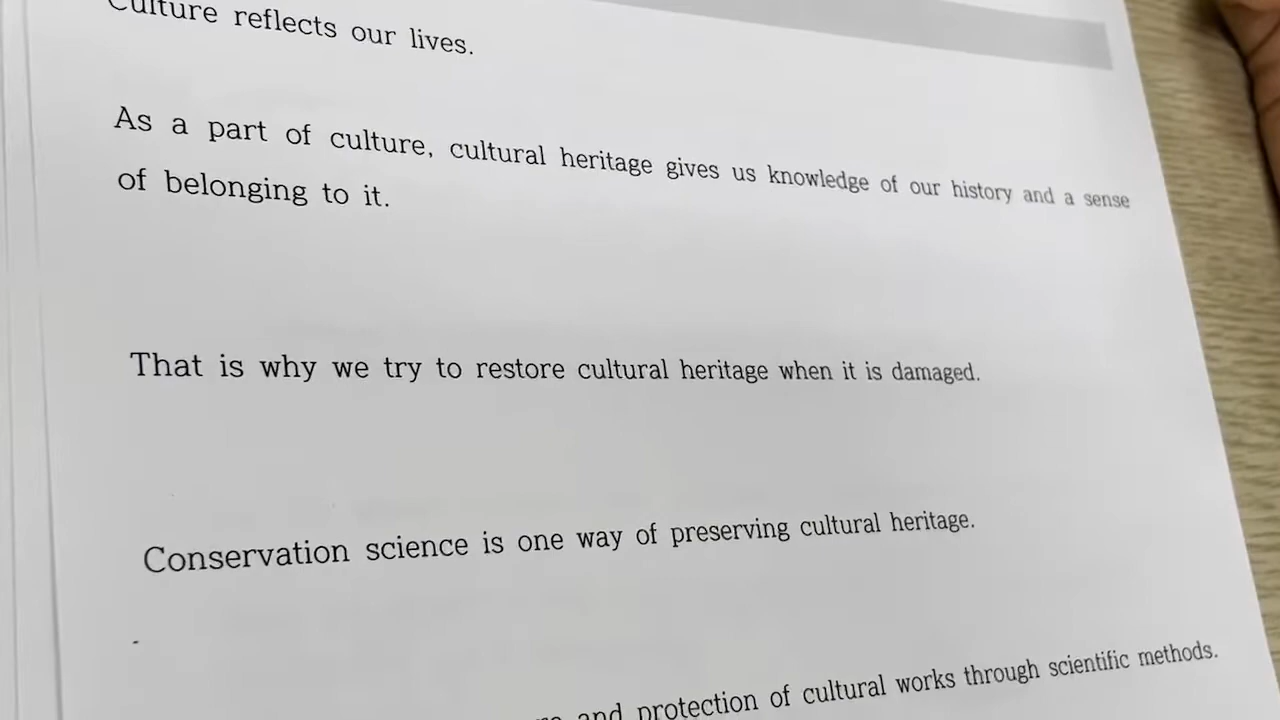 Culture reflects our lives.
As a part of culture, cultural heritage gives us knowledge of our history and a sense
of belonging to it.
That is why we try to restore cultural heritage when it is damaged.
Conservation science is one way of preserving cultural heritage.
and protection of cultural works through scientific methods.